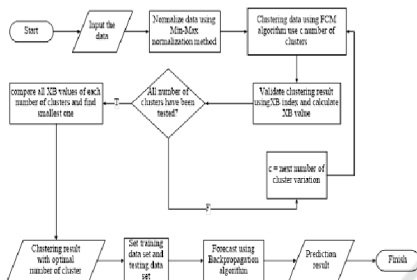 Start
Input the
data
Normalize data using
Min-Max
normalization method
Clustering data using FCM
algorithm use c number of
clusters
Validate clustering result
using XB index and calculate
XB value
All number of
clusters have been
tested?
T
compare all XB values of each
number of clusters and find
smallest one
F
c = next number of
cluster variation
Clustering result
with optimal
number of cluster
Set training
data set and
testing data
set
Forecast using
Backpropagation
algorithm
Prediction
result
Finish